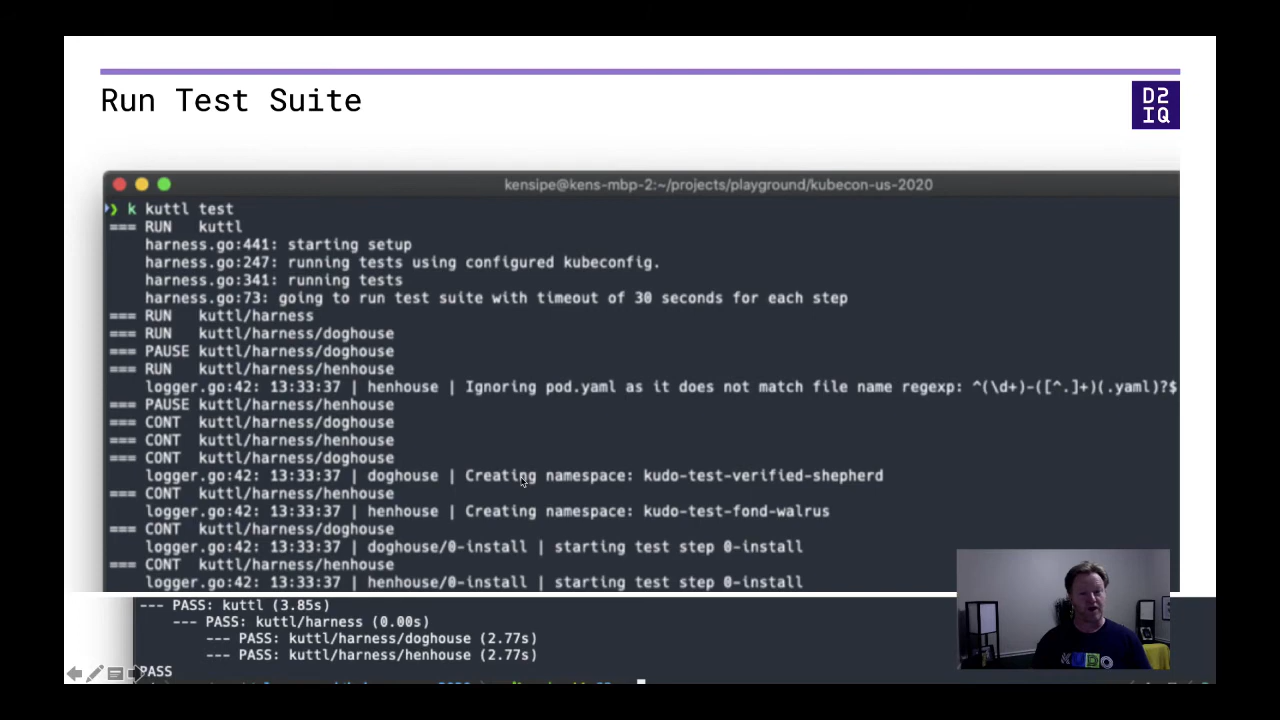 Run Test Suite
D2
IQ
kensipe@kens-mbp-2:~/projects/playground/kubecon-us-2020
❯ k kuttl test
=== RUN   kuttl
    harness.go:441: starting setup
    harness.go:247: running tests using configured kubeconfig.
    harness.go:341: running tests
    harness.go:73: going to run test suite with timeout of 30 seconds for each step
=== RUN   kuttl/harness
=== RUN   kuttl/harness/doghouse
=== PAUSE kuttl/harness/doghouse
=== RUN   kuttl/harness/henhouse
    logger.go:42: 13:33:37 | henhouse | Ignoring pod.yaml as it does not match file name regexp: ^(\d+)-([^.]+)(.yaml)?$
=== PAUSE kuttl/harness/henhouse
=== CONT  kuttl/harness/doghouse
=== CONT  kuttl/harness/henhouse
=== CONT  kuttl/harness/doghouse
    logger.go:42: 13:33:37 | doghouse | Creating namespace: kudo-test-verified-shepherd
=== CONT  kuttl/harness/henhouse
    logger.go:42: 13:33:37 | henhouse | Creating namespace: kudo-test-fond-walrus
=== CONT  kuttl/harness/doghouse
    logger.go:42: 13:33:37 | doghouse/0-install | starting test step 0-install
=== CONT  kuttl/harness/henhouse
    logger.go:42: 13:33:37 | henhouse/0-install | starting test step 0-install
--- PASS: kuttl (3.85s)
    --- PASS: kuttl/harness (0.00s)
        --- PASS: kuttl/harness/doghouse (2.77s)
        --- PASS: kuttl/harness/henhouse (2.77s)
PASS
KUDO